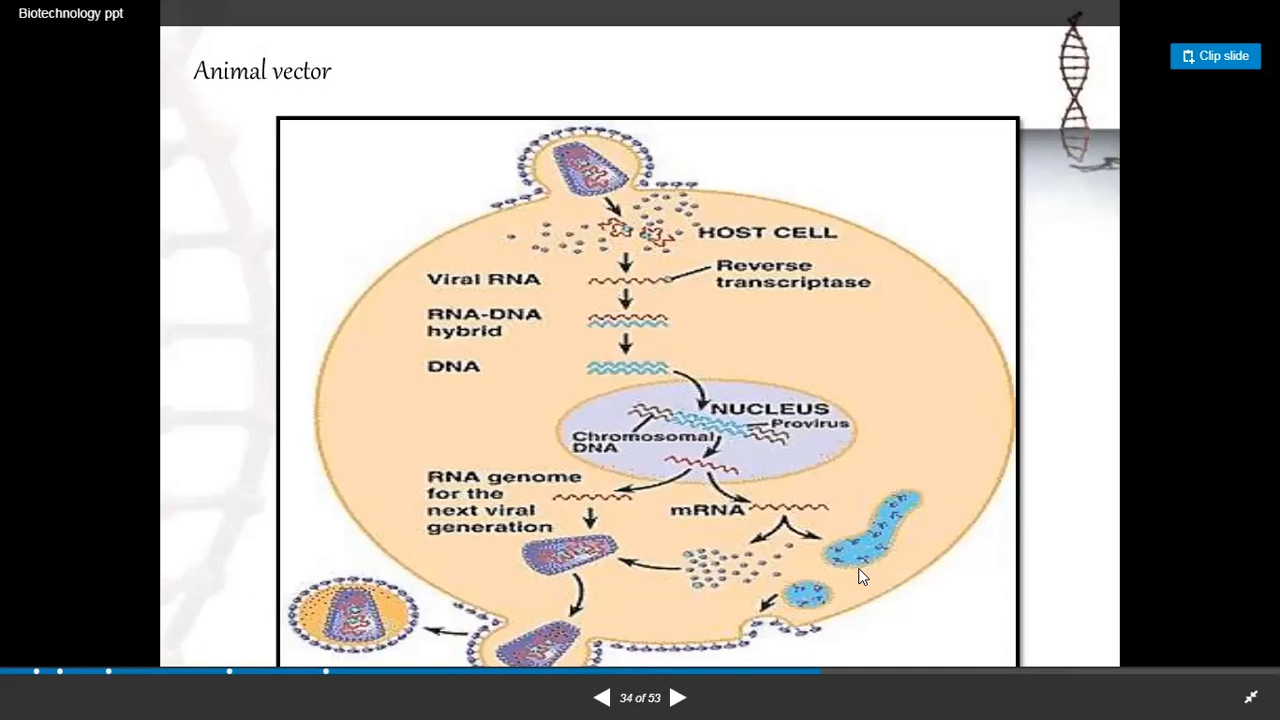 Biotechnology ppt
Clip slide
Animal vector
HOST CELL
Reverse
transcriptase
Viral RNA
RNA-DNA
hybrid
DNA
NUCLEUS
Provirus
Chromosomal
DNA
RNA genome
for the
next viral
generation
mRNA
34 of 53